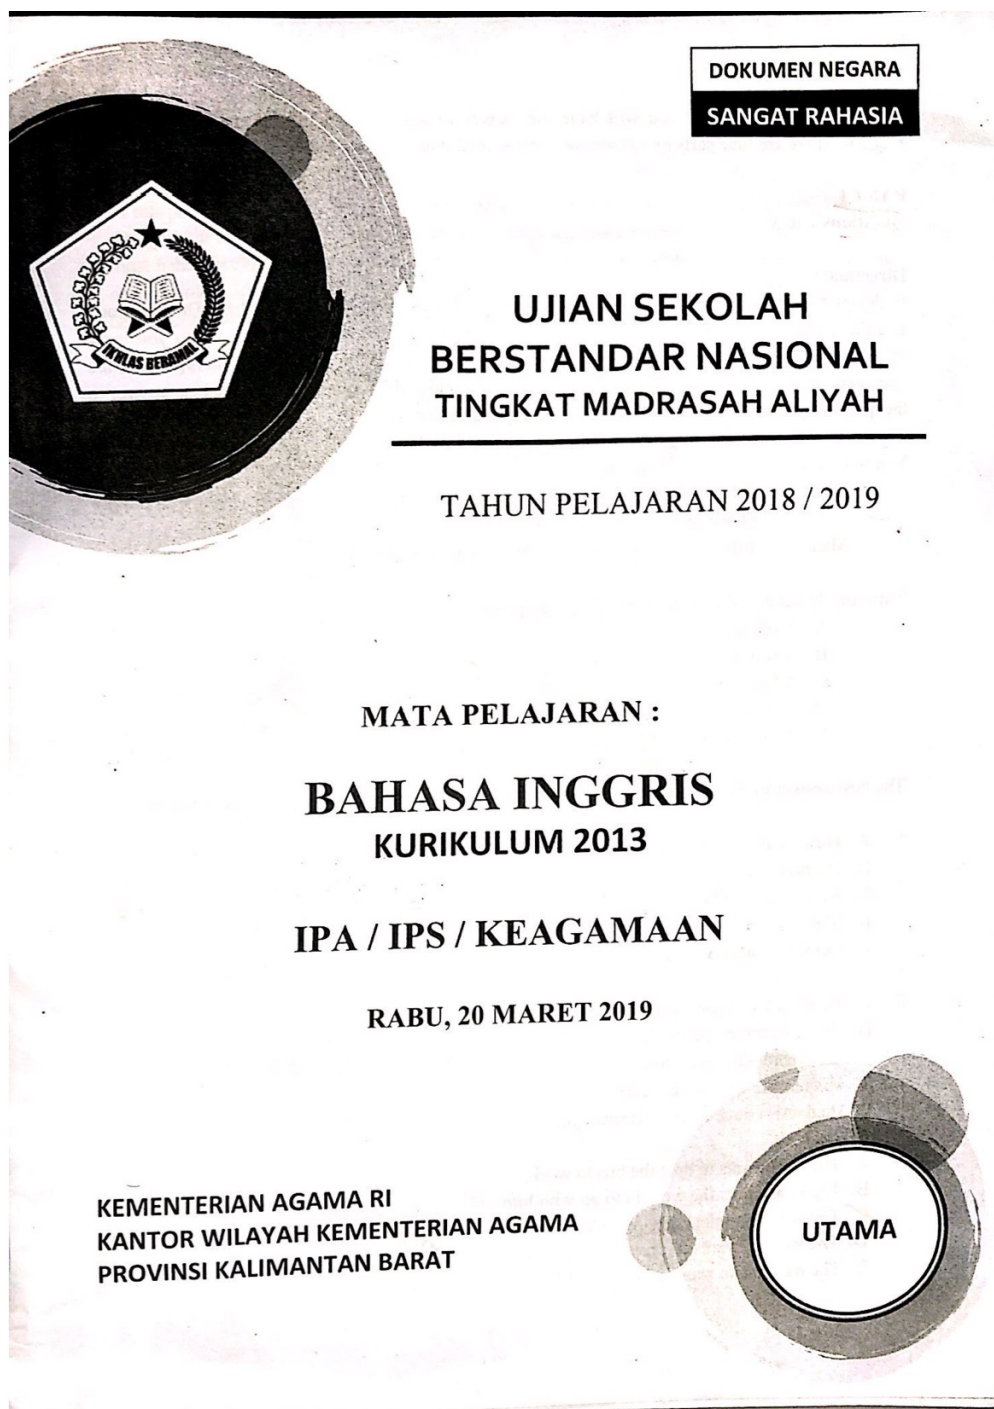 DOKUMEN NEGARA
SANGAT RAHASIA
IKHLAS BERAMAL
UJIAN SEKOLAH
BERSTANDAR NASIONAL
TINGKAT MADRASAH ALIYAH
TAHUN PELAJARAN 2018 / 2019
MATA PELAJARAN :
BAHASA INGGRIS
KURIKULUM 2013
IPA / IPS / KEAGAMAAN
RABU, 20 MARET 2019
KEMENTERIAN AGAMA RI
KANTOR WILAYAH KEMENTERIAN AGAMA
PROVINSI KALIMANTAN BARAT
UTAMA